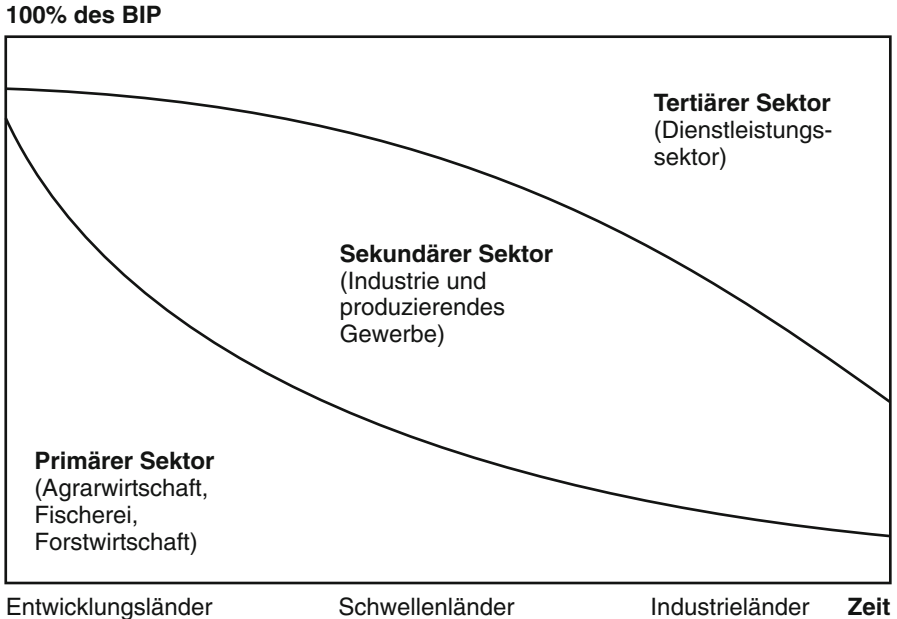 100% des BIP
Tertiärer Sektor
(Dienstleistungs-
sektor)
Sekundärer Sektor
(Industrie und
produzierendes
Gewerbe)
Primärer Sektor
(Agrarwirtschaft,
Fischerei,
Forstwirtschaft)
Entwicklungsländer Schwellenländer Industrieländer Zeit